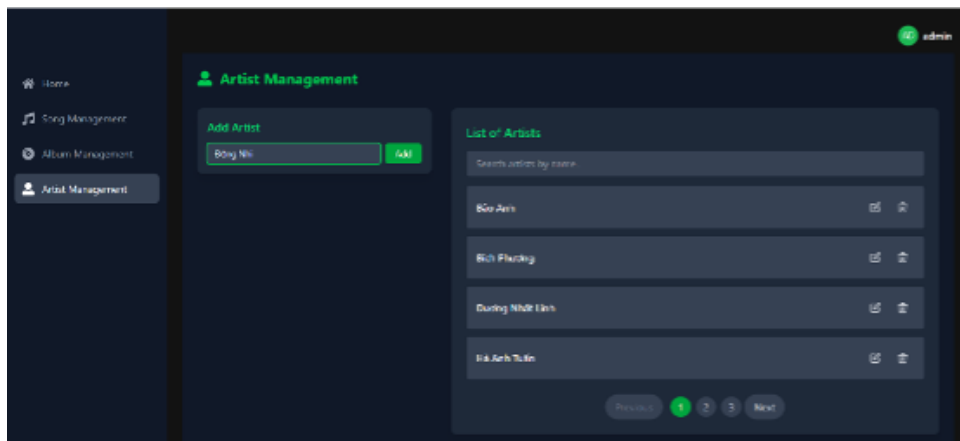 admin
Home
Song Management
Album Management
Artist Management
Artist Management
Add Artist
Đông Nhi
Add
List of Artists
Search artists by name
Bảo Anh
Bích Phương
Dương Nhất Linh
Hà Anh Tuấn
Previous 1 2 3 Next